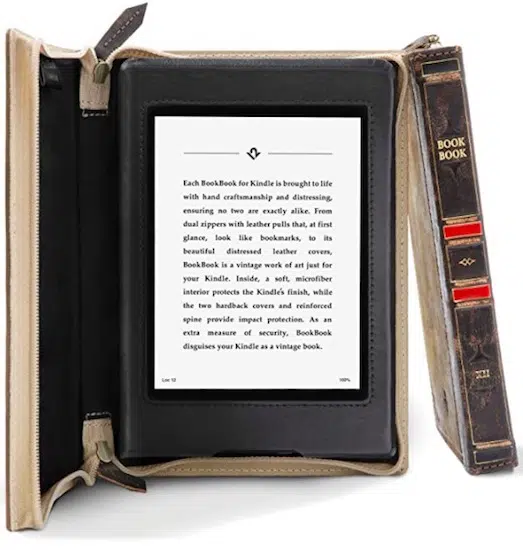 Each BookBook for Kindle is brought to life
with hand craftsmanship and distressing,
ensuring no two are exactly alike. From
dual zippers with leather pulls that, at first
glance, look like bookmarks, to its
beautiful distressed leather covers,
BookBook is a vintage work of art just for
your Kindle. Inside, a soft, microfiber
interior protects the Kindle's finish, while
the two hardback covers and reinforced
spine provide impact protection. As an
extra measure of security, BookBook
disguises your Kindle as a vintage book.
Loc 12
100%
BOOK
BOOK
XII